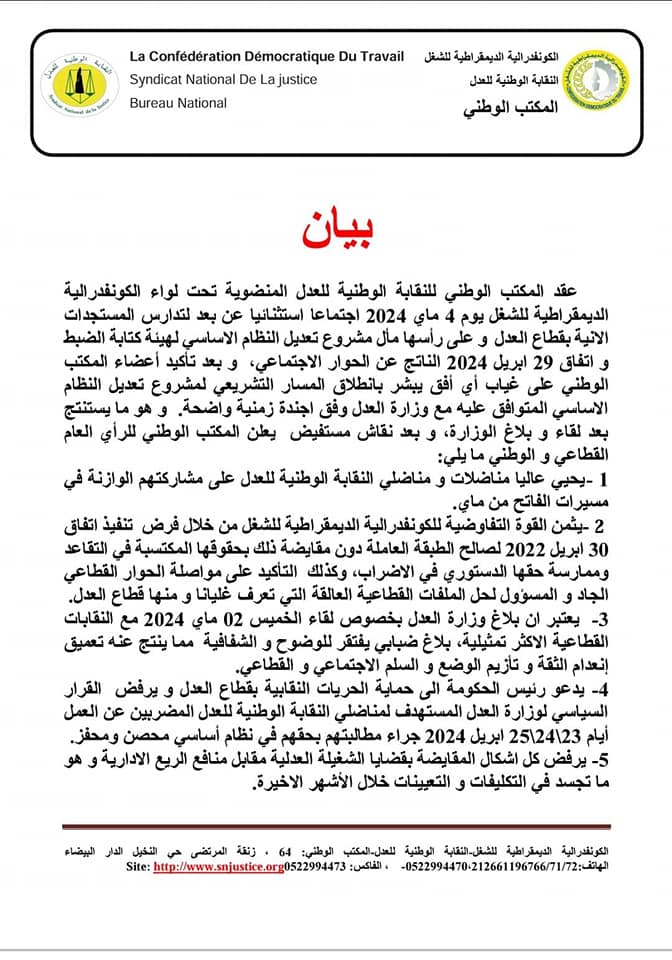 الكونفدرالية الديمقراطية للشغل
النقابة الوطنية للعدل
المكتب الوطني
La Confédération Démocratique Du Travail
Syndicat National De La justice
Bureau National
بيان
عقد المكتب الوطني للنقابة الوطنية للعدل المنضوية تحت لواء الكونفدرالية
الديمقراطية للشغل يوم 4 ماي 2024 اجتماعا استثنائيا عن بعد لتدارس المستجدات
الانية بقطاع العدل و على رأسها مأل مشروع تعديل النظام الاساسي لهيئة كتابة الضبط
و اتفاق 29 ابريل 2024 الناتج عن الحوار الاجتماعي، و بعد تأكيد أعضاء المكتب
الوطني على غياب أي أفق يبشر بانطلاق المسار التشريعي لمشروع تعديل النظام
الاساسي المتوافق عليه مع وزارة العدل وفق اجندة زمنية واضحة. و هو ما يستنتج
بعد لقاء و بلاغ الوزارة، و بعد نقاش مستفيض يعلن المكتب الوطني للرأي العام
القطاعي و الوطني ما يلي:
1 -يحيي عاليا مناضلات و مناضلي النقابة الوطنية للعدل على مشاركتهم الوازنة في
مسيرات الفاتح من ماي.
2 -يثمن القوة التفاوضية للكونفدرالية الديمقراطية للشغل من خلال فرض تنفيذ اتفاق
30 ابريل 2022 لصالح الطبقة العاملة دون مقايضة ذلك بحقوقها المكتسبة في التقاعد
وممارسة حقها الدستوري في الاضراب، وكذلك التأكيد على مواصلة الحوار القطاعي
الجاد و المسؤول لحل الملفات القطاعية العالقة التي تعرف غليانا و منها قطاع العدل.
3- يعتبر ان بلاغ وزارة العدل بخصوص لقاء الخميس 02 ماي 2024 مع النقابات
القطاعية الاكثر تمثيلية، بلاغ ضبابي يفتقر للوضوح و الشفافية مما ينتج عنه تعميق
إنعدام الثقة و تأزيم الوضع و السلم الاجتماعي و القطاعي.
4- يدعو رئيس الحكومة الى حماية الحريات النقابية بقطاع العدل و يرفض القرار
السياسي لوزارة العدل المستهدف لمناضلي النقابة الوطنية للعدل المضربين عن العمل
أيام 23\24\25 ابريل 2024 جراء مطالبتهم بحقهم في نظام أساسي محصن ومحفز.
5- يرفض كل اشكال المقايضة بقضايا الشغيلة العدلية مقابل منافع الريع الادارية و هو
ما تجسد في التكليفات و التعيينات خلال الأشهر الاخيرة.
الكونفدرالية الديمقراطية للشغل-النقابة الوطنية للعدل-المكتب الوطني: 64 ، زنقة المرتضى حي النخيل الدار البيضاء
الهاتف:212661196766/71/72،0522994470- ، الفاكس: 0522994473 Site: http://www.snjustice.org